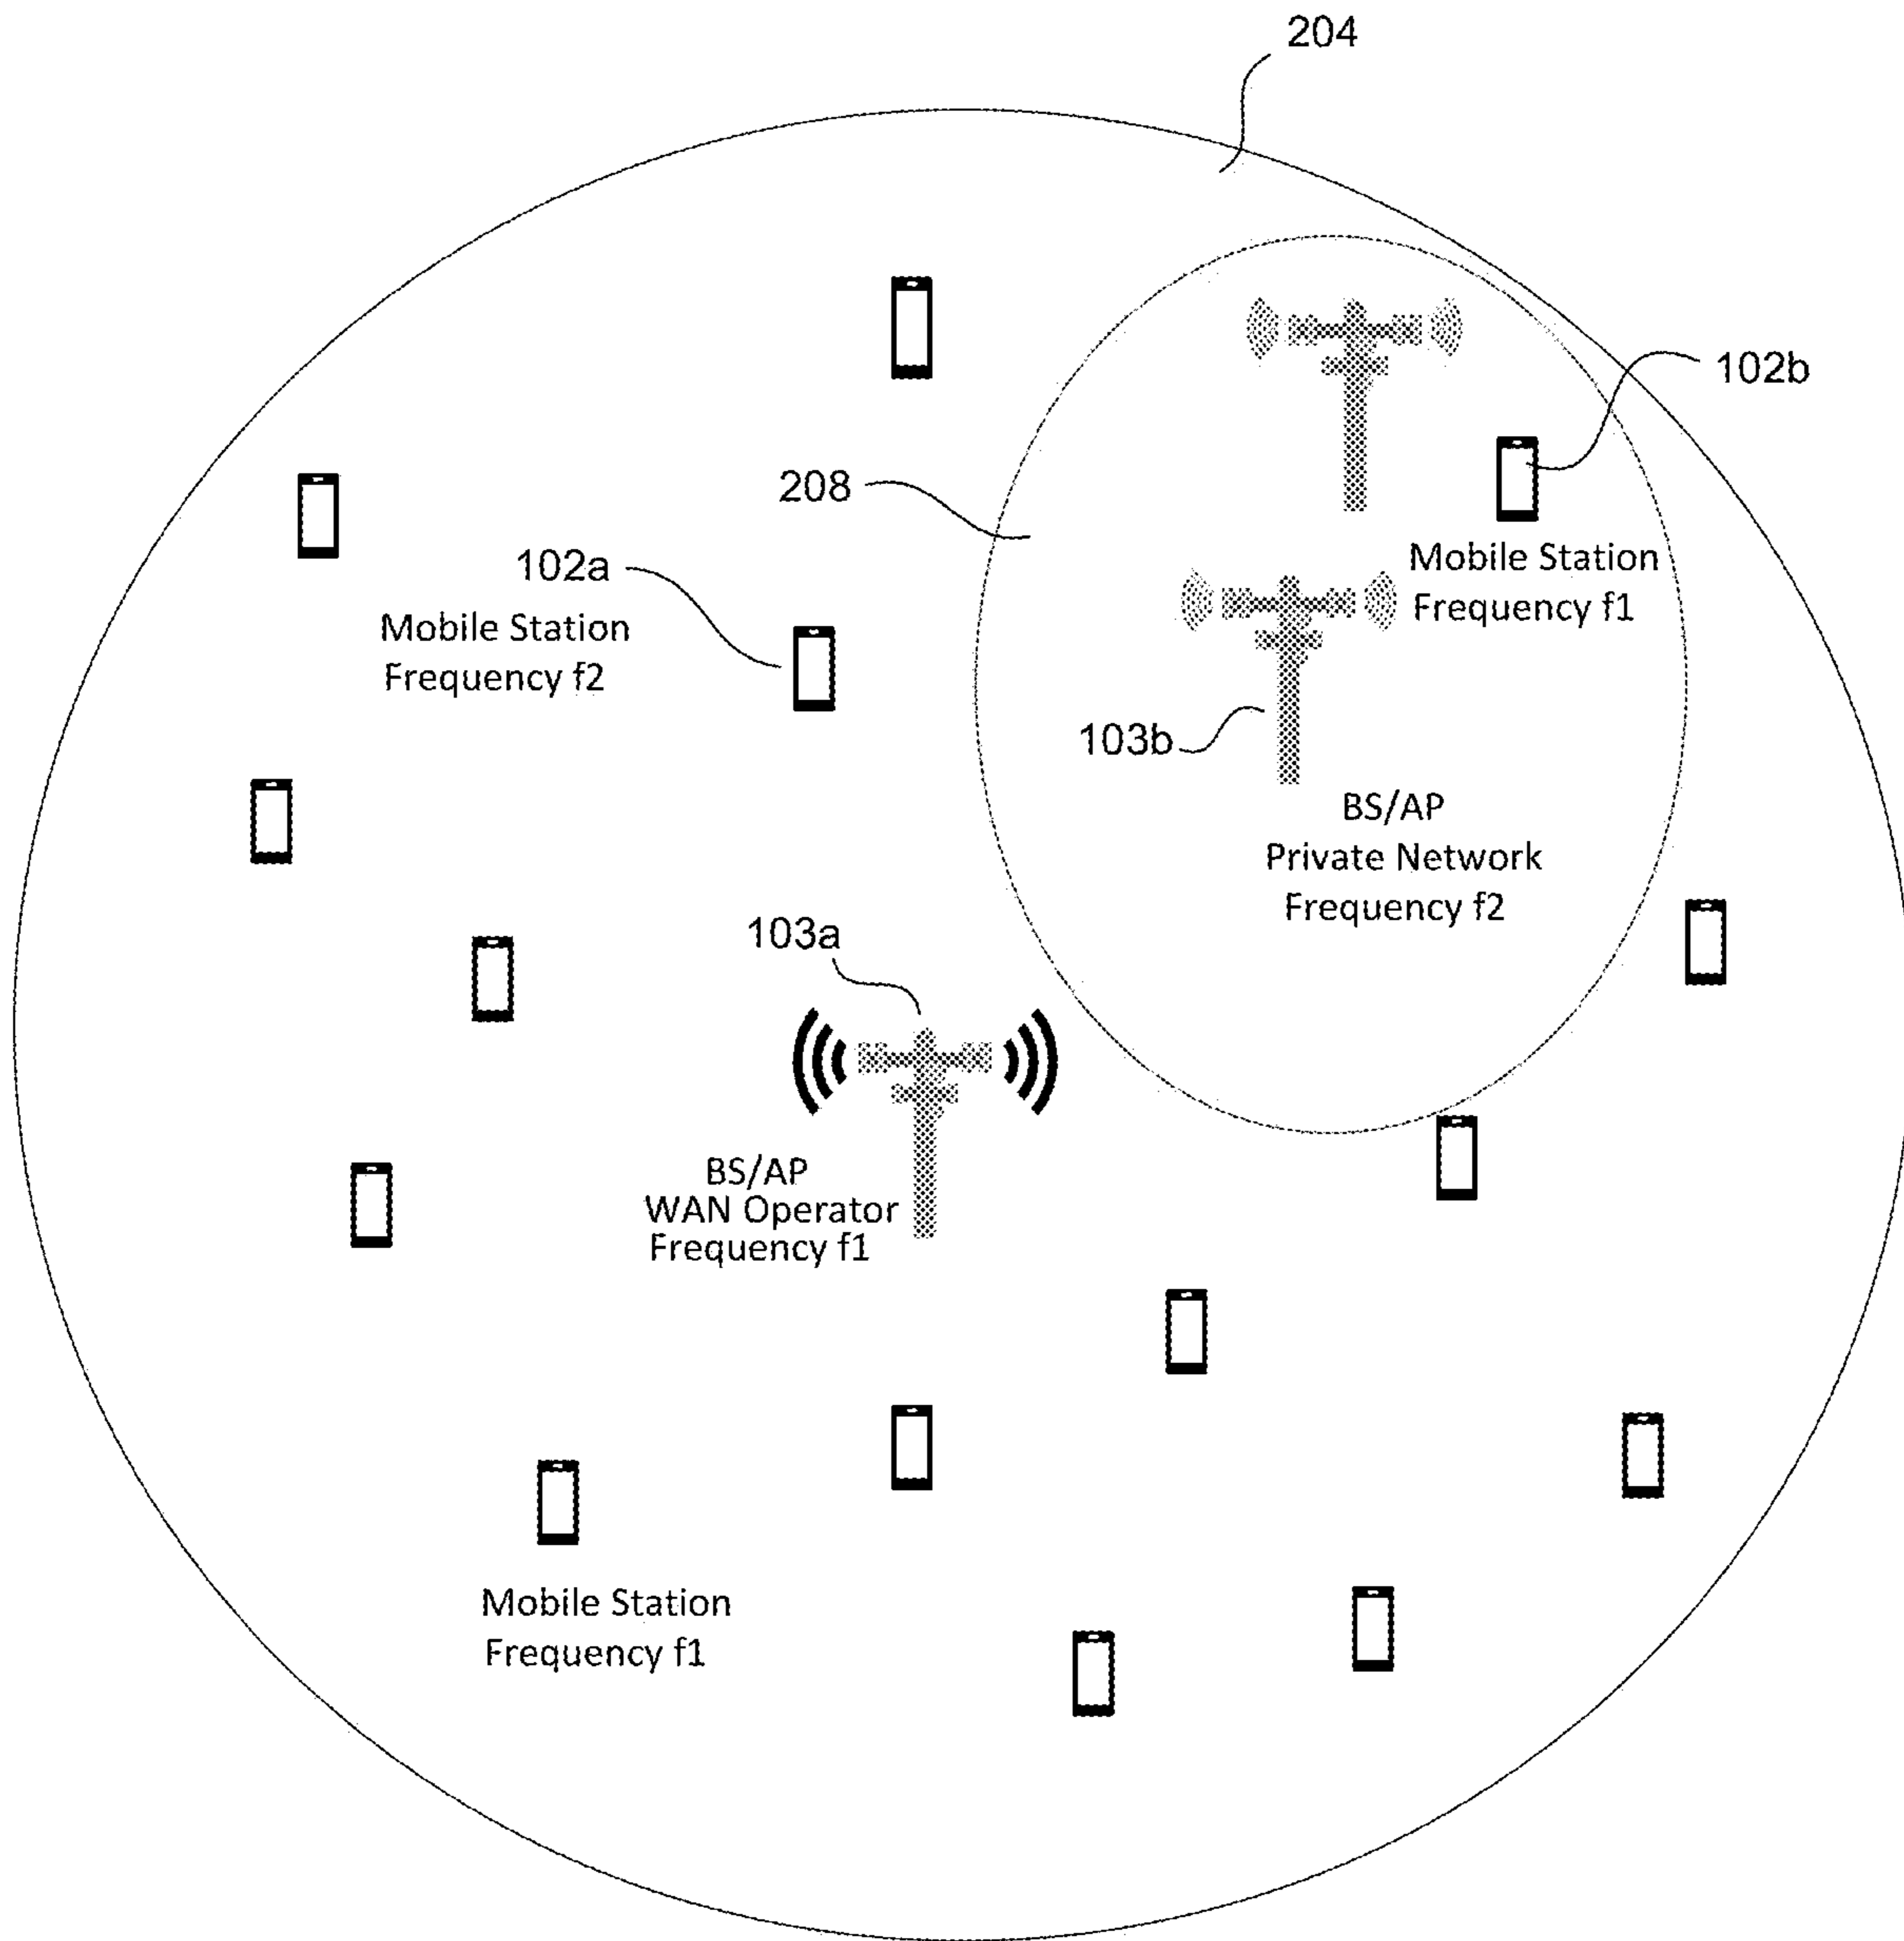 204
102b
208
102a
Mobile Station
Frequency f1
Mobile Station
Frequency f2
103b
BS/AP
Private Network
Frequency f2
103a
BS/AP
WAN Operator
Frequency f1
Mobile Station
Frequency f1